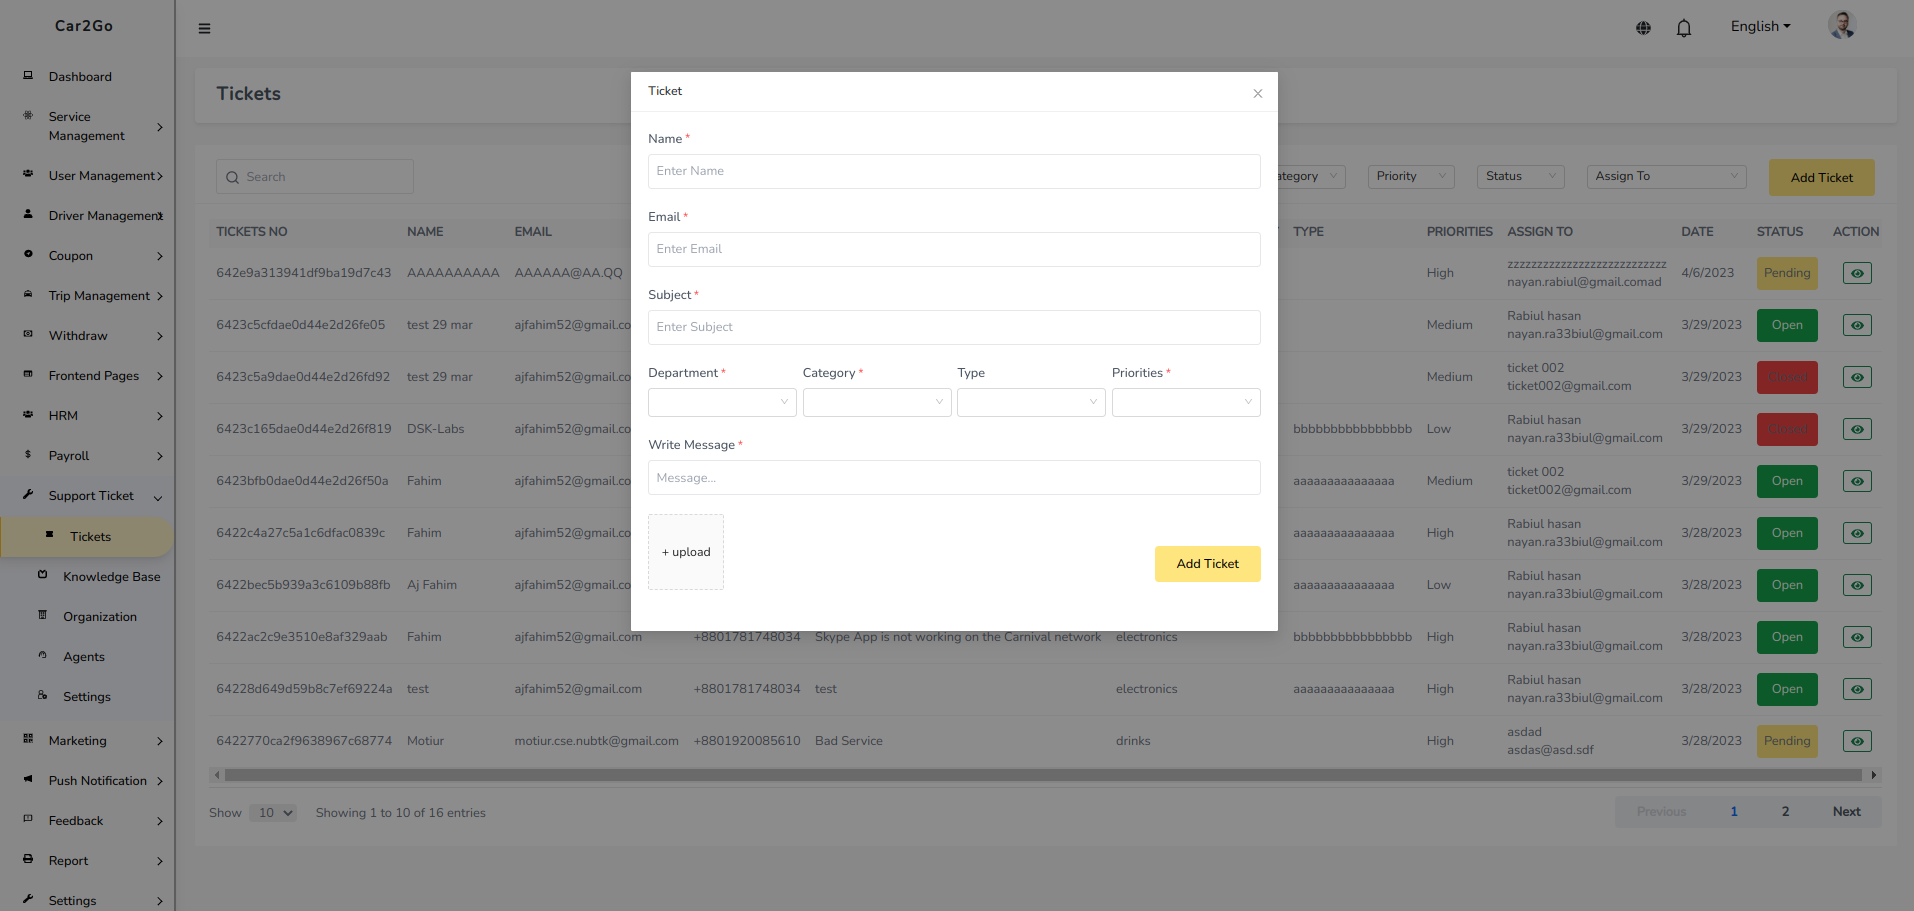 Car2Go
English
Dashboard
Service
Management
User Management
Driver Management
Coupon
Trip Management
Withdraw
Frontend Pages
HRM
Payroll
Support Ticket
Tickets
Knowledge Base
Organization
Agents
Settings
Marketing
Push Notification
Feedback
Report
Settings
Tickets
Search
ategory
Priority
Status
Assign To
Add Ticket
TICKETS NO NAME EMAIL TYPE PRIORITIES ASSIGN TO DATE STATUS ACTION
642e9a313941df9ba19d7c43 AAAAAAAAAA AAAAAA@AA.QQ High zzzzzzzzzzzzzzzzzzzzzzzzzzz 4/6/2023 Pending
nayan.rabiul@gmail.comad
6423c5cfdae0d44e2d26fe05 test 29 mar ajfahim52@gmail.co Medium Rabiul hasan 3/29/2023 Open
nayan.ra33biul@gmail.com
6423c5a9dae0d44e2d26fd92 test 29 mar ajfahim52@gmail.co Medium ticket 002 3/29/2023 Closed
ticket002@gmail.com
6423c165dae0d44e2d26f819 DSK-Labs ajfahim52@gmail.co bbbbbbbbbbbbbbbb Low Rabiul hasan 3/29/2023 Closed
nayan.ra33biul@gmail.com
6423bfb0dae0d44e2d26f50a Fahim ajfahim52@gmail.co aaaaaaaaaaaaaaa Medium ticket 002 3/29/2023 Open
ticket002@gmail.com
6422c4a27c5a1c6dfac0839c Fahim ajfahim52@gmail.co aaaaaaaaaaaaaaa High Rabiul hasan 3/28/2023 Open
nayan.ra33biul@gmail.com
6422bec5b939a3c6109b88fb Aj Fahim ajfahim52@gmail.co aaaaaaaaaaaaaaa Low Rabiul hasan 3/28/2023 Open
nayan.ra33biul@gmail.com
6422ac2c9e3510e8af329aab Fahim ajfahim52@gmail.com +8801781748034 Skype App is not working on the Carnival network electronics bbbbbbbbbbbbbbbb High Rabiul hasan 3/28/2023 Open
nayan.ra33biul@gmail.com
64228d649d59b8c7ef69224a test ajfahim52@gmail.com +8801781748034 test electronics aaaaaaaaaaaaaaa High Rabiul hasan 3/28/2023 Open
nayan.ra33biul@gmail.com
6422770ca2f9638967c68774 Motiur motiur.cse.nubtk@gmail.com +8801920085610 Bad Service drinks High asdad 3/28/2023 Pending
asdas@asd.sdf
Show 10 Showing 1 to 10 of 16 entries
Previous 1 2 Next
Ticket
Name *
Enter Name
Email *
Enter Email
Subject *
Enter Subject
Department * Category * Type Priorities *
Write Message *
Message...
+ upload
Add Ticket